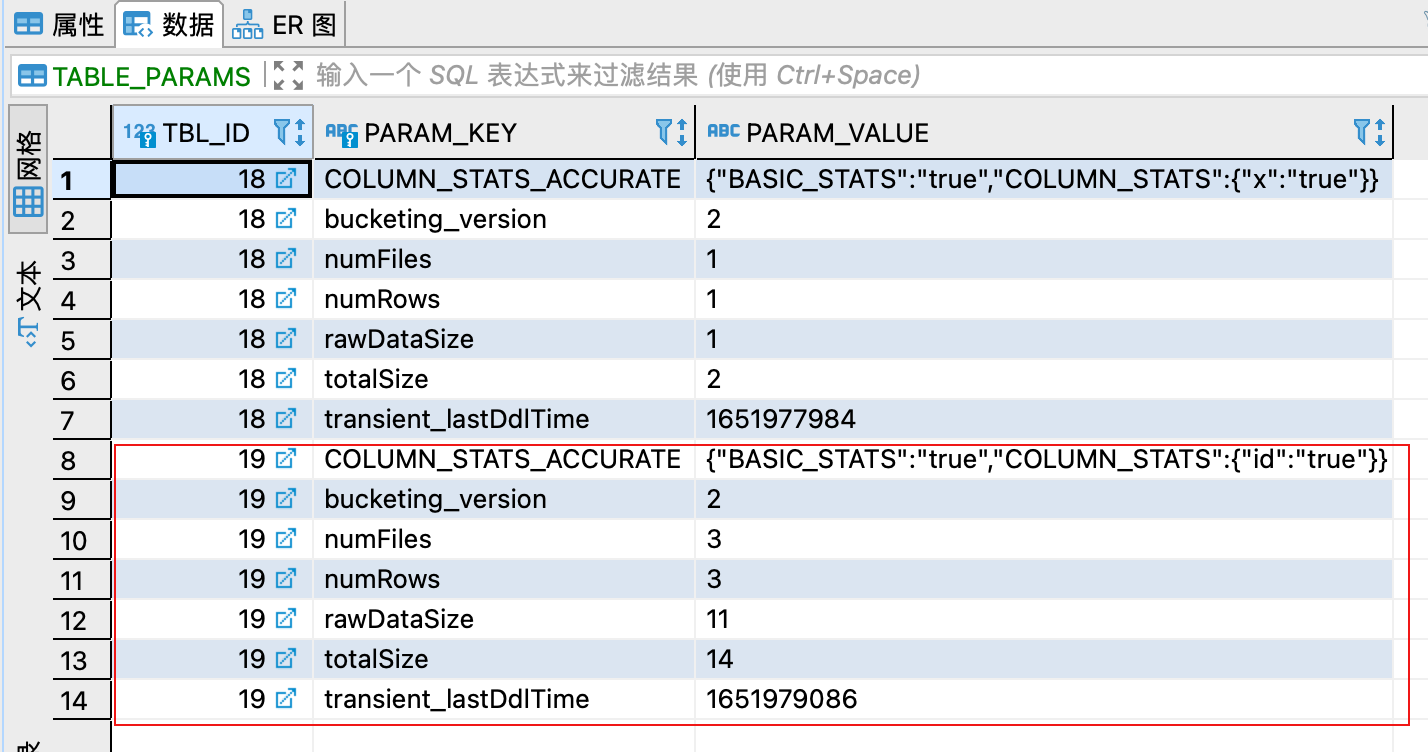 属性 数据 ER 图
TABLE_PARAMS 输入一个 SQL 表达式来过滤结果 (使用 Ctrl+Space)
网格
文本
123 TBL_ID ABC PARAM_KEY ABC PARAM_VALUE
1 18 COLUMN_STATS_ACCURATE {"BASIC_STATS":"true","COLUMN_STATS":{"x":"true"}}
2 18 bucketing_version 2
3 18 numFiles 1
4 18 numRows 1
5 18 rawDataSize 1
6 18 totalSize 2
7 18 transient_lastDdlTime 1651977984
8 19 COLUMN_STATS_ACCURATE {"BASIC_STATS":"true","COLUMN_STATS":{"id":"true"}}
9 19 bucketing_version 2
10 19 numFiles 3
11 19 numRows 3
12 19 rawDataSize 11
13 19 totalSize 14
14 19 transient_lastDdlTime 1651979086